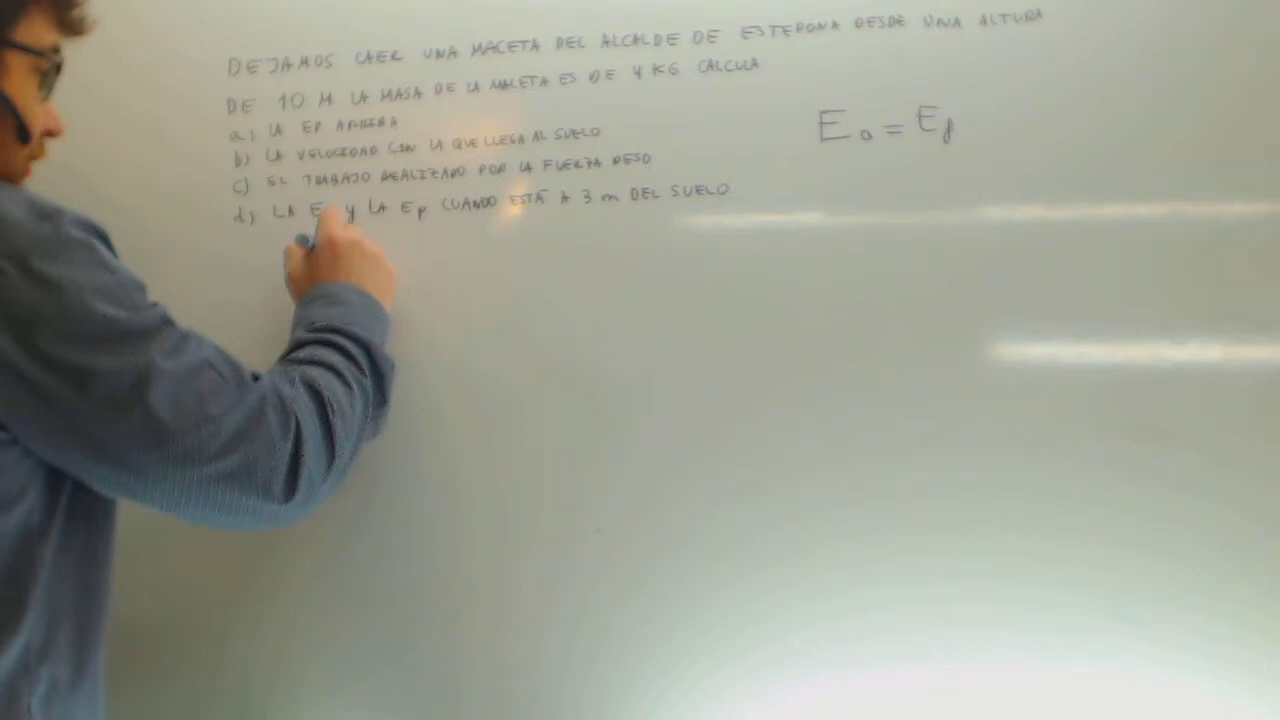 DEJAMOS CAER UNA MACETA DEL ALCALDE DE ESTEPONA DESDE UNA ALTURA
DE 10 M LA MASA DE LA MACETA ES DE 4 KG CALCULA
a) LA EP ARRIBA
b) LA VELOCIDAD CON LA QUE LLEGA AL SUELO
c) EL TRABAJO REALIZADO POR LA FUERZA PESO
d) LA E y LA Ep CUANDO ESTÁ A 3 m DEL SUELO
E₀ = E_f